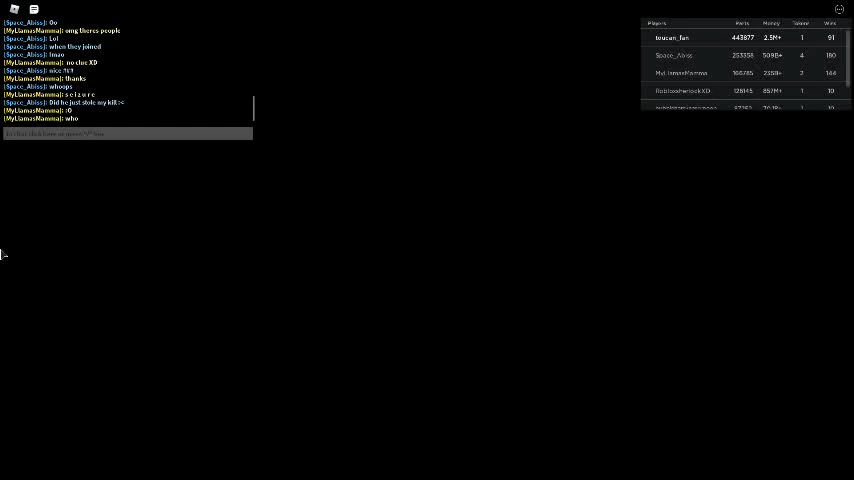 [Space_Abiss]: Oo
[MyLlamasMamma]: omg theres people
[Space_Abiss]: Lol
[Space_Abiss]: when they joined
[Space_Abiss]: lmao
[MyLlamasMamma]: no clue XD
[Space_Abiss]: nice ###
[MyLlamasMamma]: thanks
[Space_Abiss]: whoops
[MyLlamasMamma]: s e i z u r e
[Space_Abiss]: Did he just stole my kill :<
[MyLlamasMamma]: :O
[MyLlamasMamma]: who
Players Parts Money Tokens Wins
toucan_fan 443877 2.5M+ 1 91
Space_Abiss 253358 509B+ 4 180
MyLlamasMamma 166785 235B+ 2 144
RobloxsherlockXD 128145 857M+ 1 10